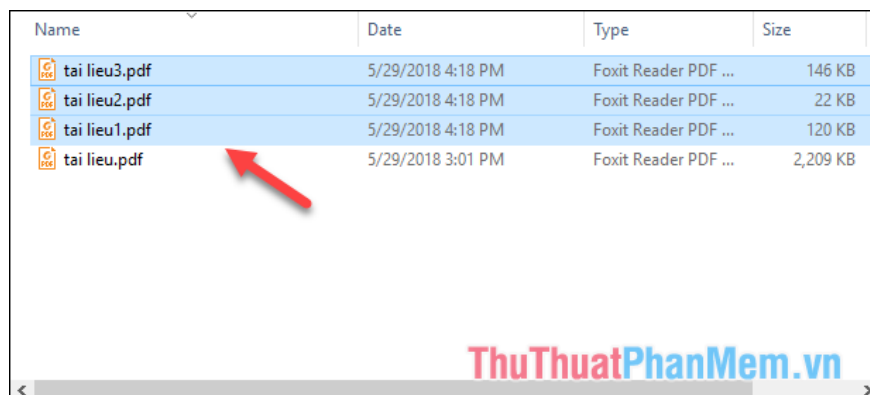 Name Date Type Size
tai lieu3.pdf 5/29/2018 4:18 PM Foxit Reader PDF ... 146 KB
tai lieu2.pdf 5/29/2018 4:18 PM Foxit Reader PDF ... 22 KB
tai lieu1.pdf 5/29/2018 4:18 PM Foxit Reader PDF ... 120 KB
tai lieu.pdf 5/29/2018 3:01 PM Foxit Reader PDF ... 2,209 KB
ThuThuatPhanMem.vn